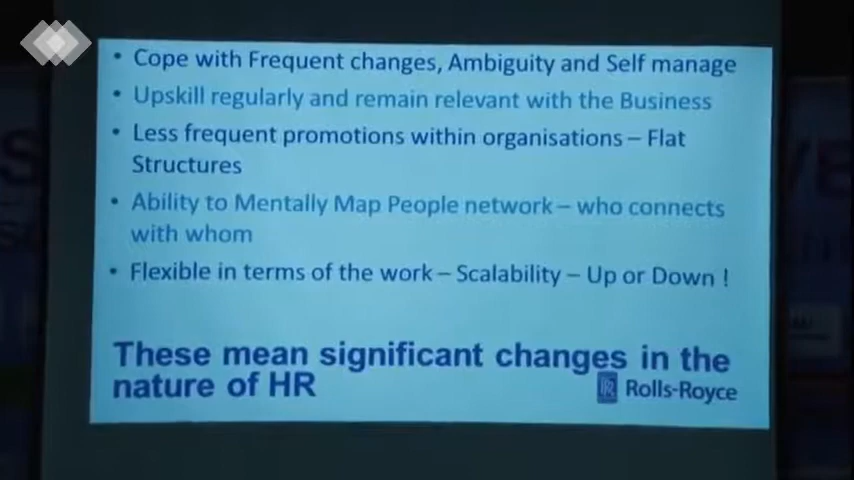 • Cope with Frequent changes, Ambiguity and Self manage
• Upskill regularly and remain relevant with the Business
• Less frequent promotions within organisations – Flat
Structures
• Ability to Mentally Map People network – who connects
with whom
• Flexible in terms of the work – Scalability – Up or Down !
These mean significant changes in the
nature of HR
Rolls-Royce